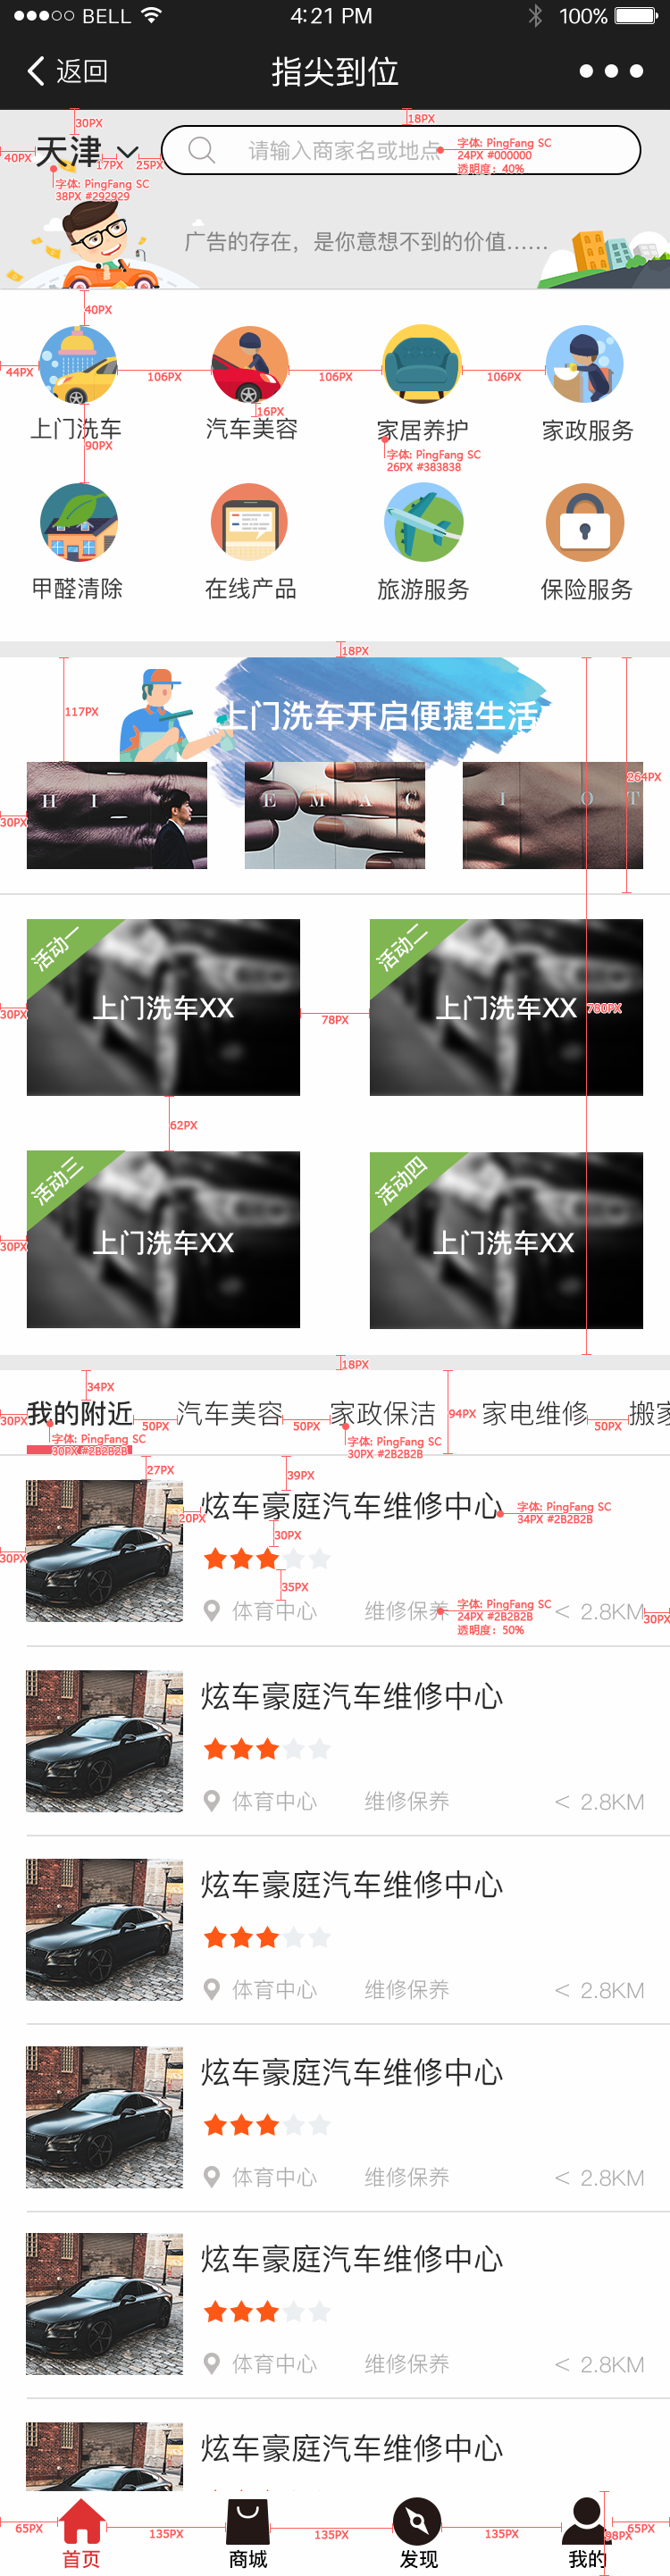 BELL 4:21 PM 100%
返回 指尖到位
30PX 18PX
天津 请输入商家名或地点 字体: PingFang SC
24PX #000000
透明度: 40%
40PX 17PX 25PX
字体: PingFang SC
38PX #292929
广告的存在，是你意想不到的价值……
40PX
44PX 106PX 106PX 106PX
16PX
上门洗车 汽车美容 家居养护 家政服务
90PX
字体: PingFang SC
26PX #383838
甲醛清除 在线产品 旅游服务 保险服务
18PX
117PX
上门洗车开启便捷生活
264PX
H I E M A C I O T
30PX
活动一 活动二
上门洗车XX 上门洗车XX
30PX 78PX 780PX
62PX
活动三 活动四
上门洗车XX 上门洗车XX
30PX
18PX
34PX
我的附近 汽车美容 家政保洁 家电维修 搬家
30PX 50PX 50PX 94PX 50PX
字体: PingFang SC
30PX #2B2B2B
字体: PingFang SC
30PX #2B2B2B
27PX 39PX
炫车豪庭汽车维修中心
字体: PingFang SC
34PX #2B2B2B
20PX
30PX
30PX
35PX
体育中心 维修保养 < 2.8KM
字体: PingFang SC
24PX #2B2B2B
透明度: 50%
30PX
炫车豪庭汽车维修中心
体育中心 维修保养 < 2.8KM
炫车豪庭汽车维修中心
体育中心 维修保养 < 2.8KM
炫车豪庭汽车维修中心
体育中心 维修保养 < 2.8KM
炫车豪庭汽车维修中心
体育中心 维修保养 < 2.8KM
炫车豪庭汽车维修中心
65PX 135PX 135PX 135PX 65PX
98PX
首页 商城 发现 我的